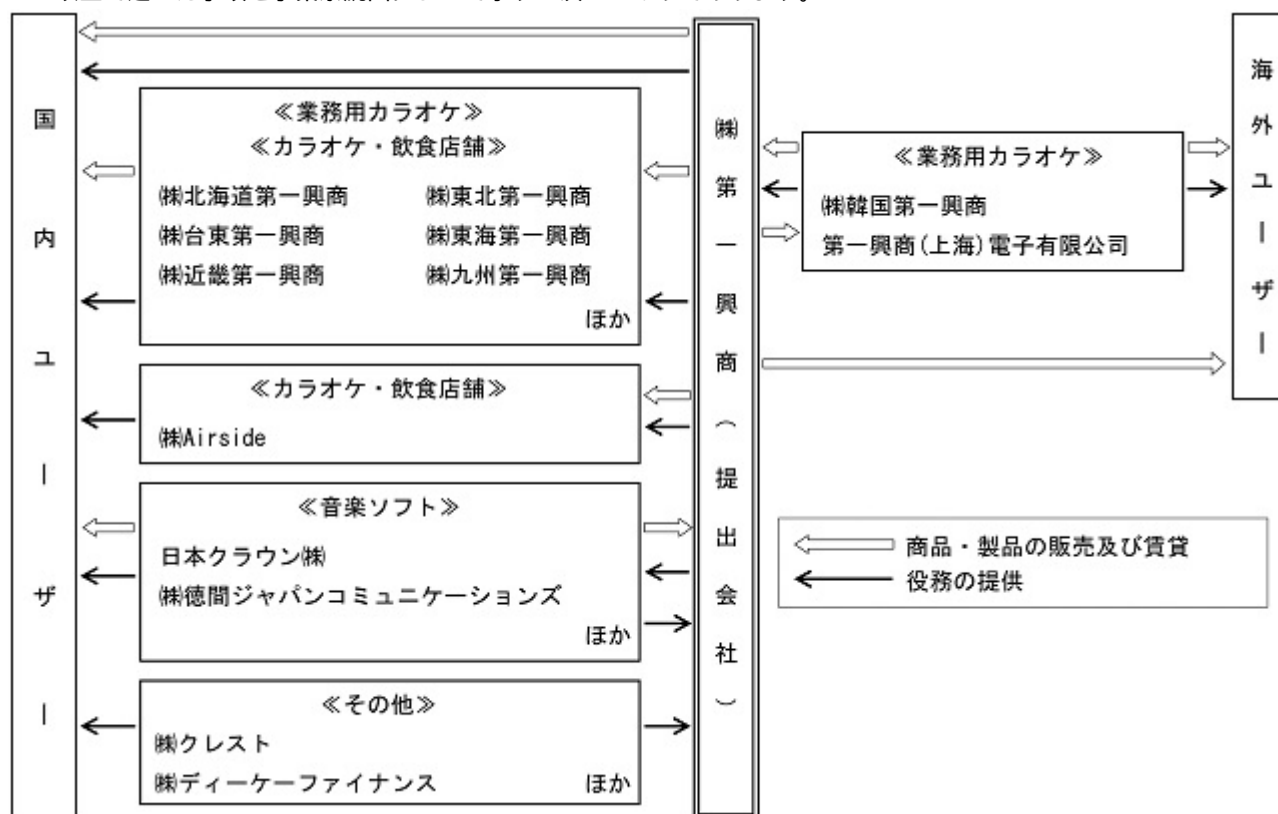 国内ユーザー
≪業務用カラオケ≫
≪カラオケ・飲食店舗≫
㈱北海道第一興商 ㈱東北第一興商
㈱台東第一興商 ㈱東海第一興商
㈱近畿第一興商 ㈱九州第一興商
ほか
≪カラオケ・飲食店舗≫
㈱Airside
≪音楽ソフト≫
日本クラウン㈱
㈱徳間ジャパンコミュニケーションズ
ほか
≪その他≫
㈱クレスト
㈱ディーケーファイナンス ほか
㈱第一興商(提出会社)
≪業務用カラオケ≫
㈱韓国第一興商
第一興商(上海)電子有限公司
海外ユーザー
商品・製品の販売及び賃貸
役務の提供